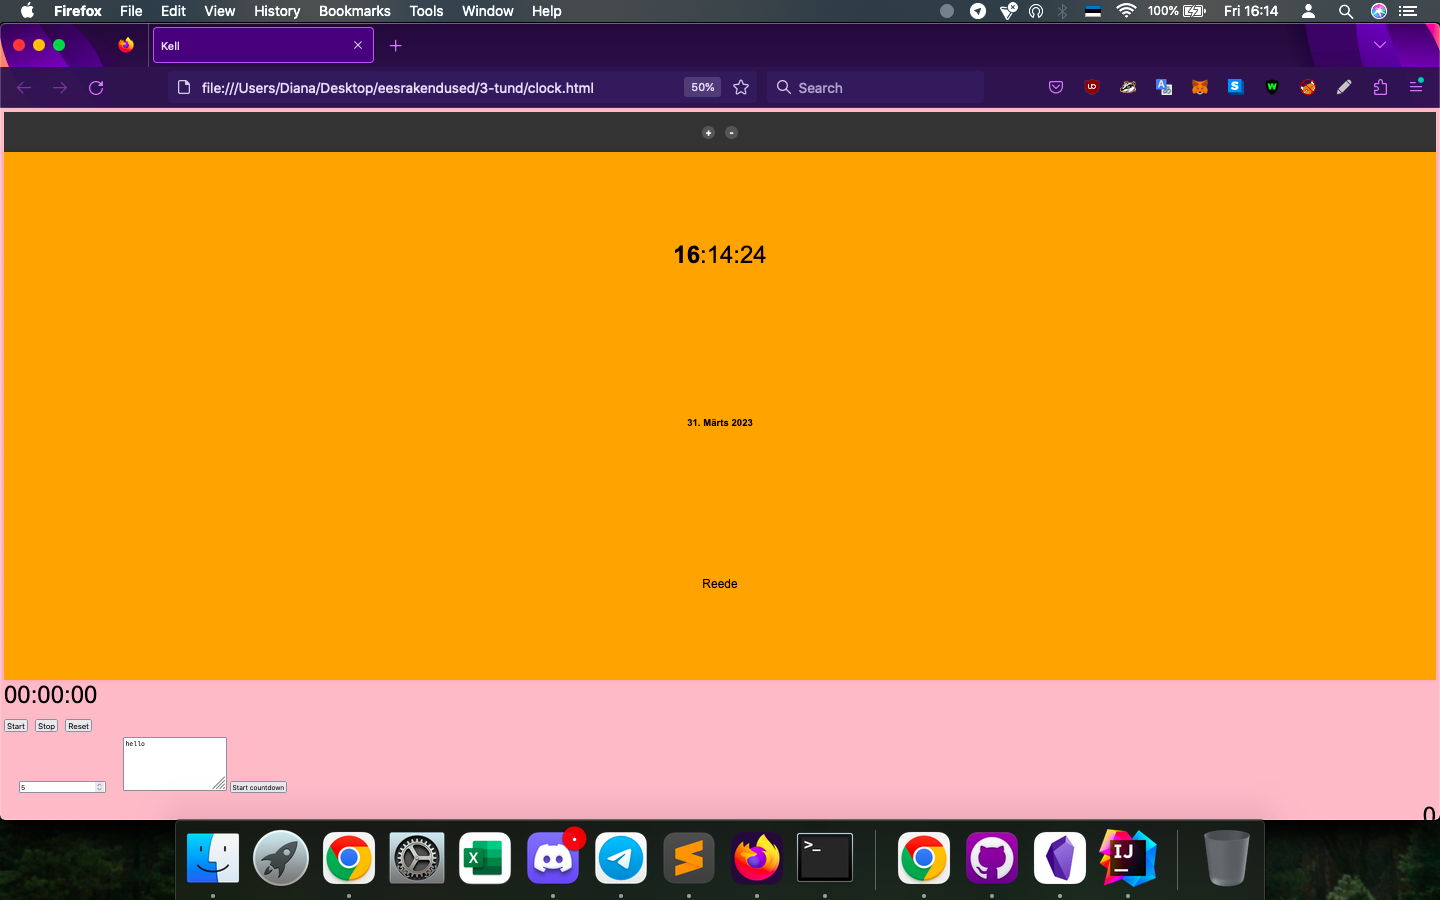 Firefox File Edit View History Bookmarks Tools Window Help 100% Fri 16:14
Kell
file:///Users/Diana/Desktop/eesrakendused/3-tund/clock.html 50% Search
+ -
16:14:24
31. Märts 2023
Reede
00:00:00
Start Stop Reset
hello
5 Start countdown
0